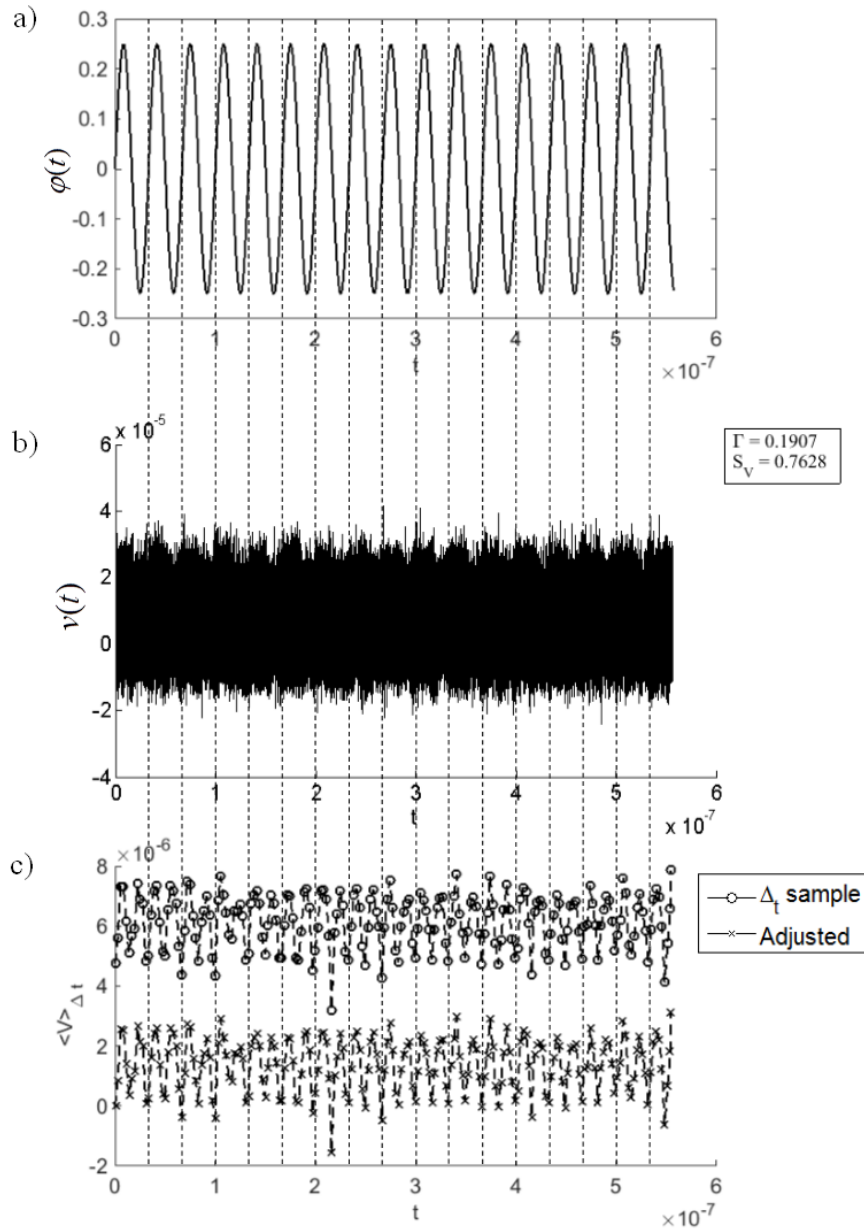 a)
0.3
0.2
0.1
0
-0.1
-0.2
-0.3
φ(t)
0 1 2 3 4 5 6
t
×10⁻⁷
b)
x 10⁻⁵
6
4
2
0
-2
-4
v(t)
0 1 2 3 4 5 6
t
x 10⁻⁷
Γ = 0.1907
S_V = 0.7628
c)
×10⁻⁶
8
6
4
2
0
-2
<V>_Δt
0 1 2 3 4 5 6
t
×10⁻⁷
Δ_t sample
Adjusted